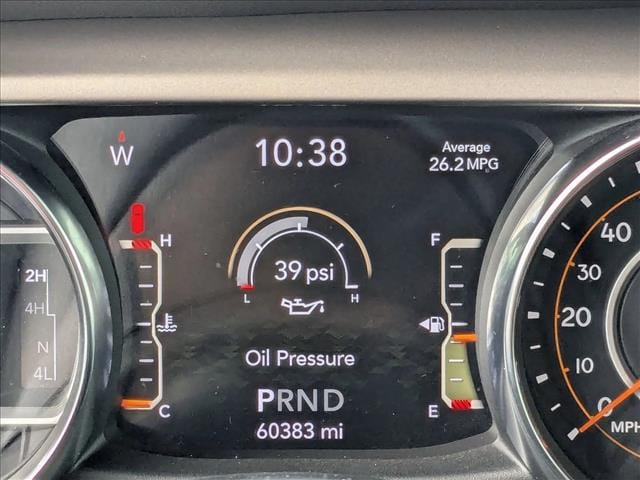 W
10:38
Average
26.2 MPG
H
C
39 psi
L
H
Oil Pressure
PRND
60383 mi
F
E
2H
4H
N
4L
40
30
20
10
0
MPH